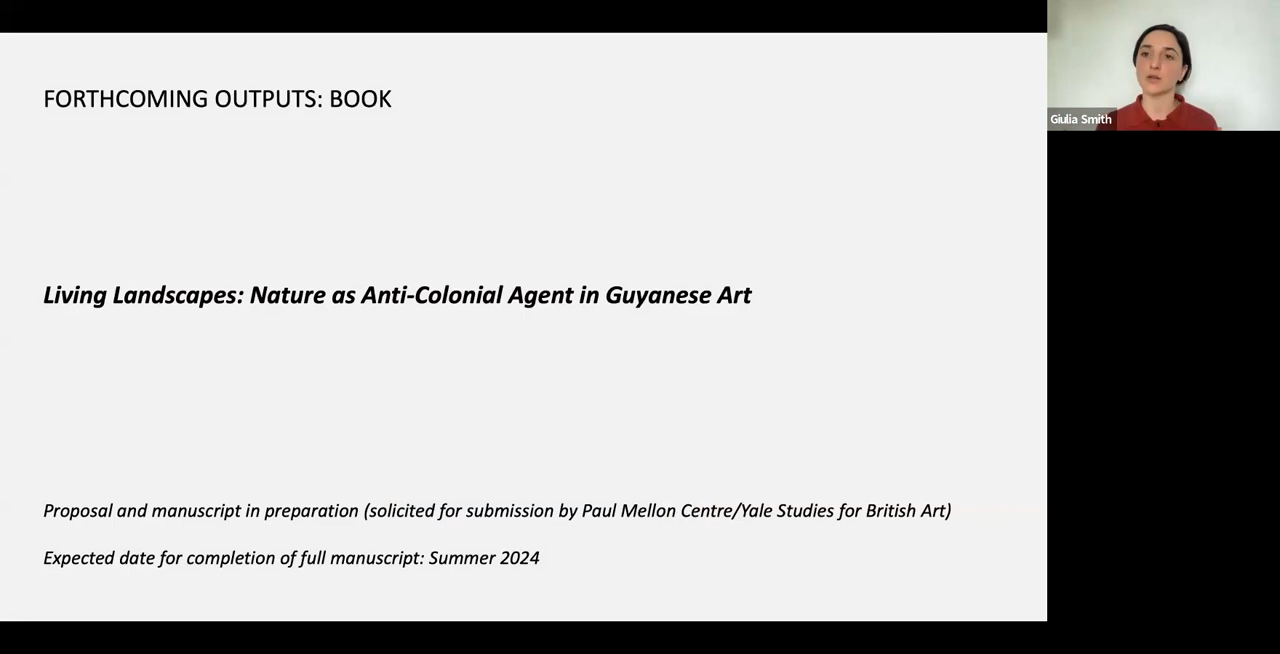 FORTHCOMING OUTPUTS: BOOK
Giulia Smith
Living Landscapes: Nature as Anti-Colonial Agent in Guyanese Art
Proposal and manuscript in preparation (solicited for submission by Paul Mellon Centre/Yale Studies for British Art)
Expected date for completion of full manuscript: Summer 2024